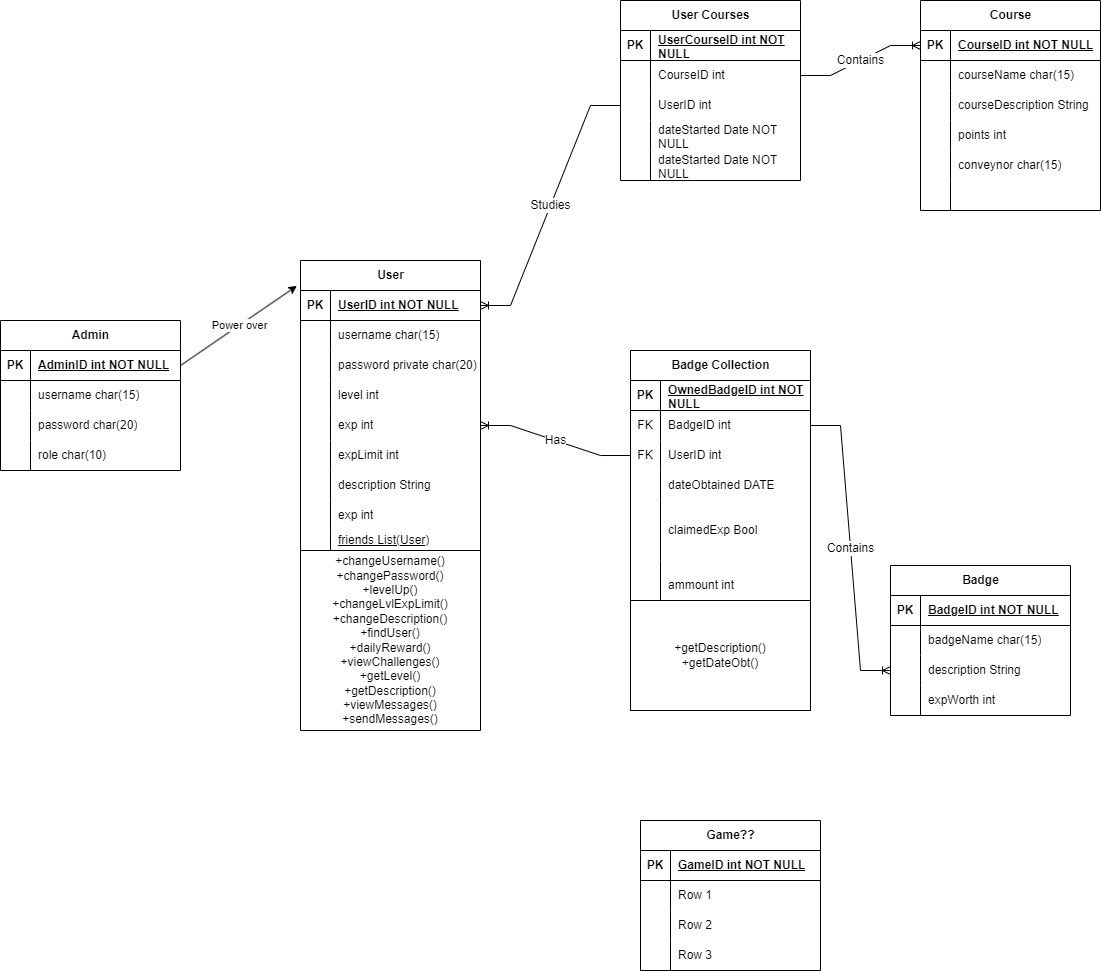 User Courses
PK
UserCourseID int NOT
NULL
CourseID int
UserID int
dateStarted Date NOT
NULL
dateStarted Date NOT
NULL
Contains
Course
PK
CourseID int NOT NULL
courseName char(15)
courseDescription String
points int
conveynor char(15)
Studies
Admin
PK
AdminID int NOT NULL
username char(15)
password char(20)
role char(10)
Power over
User
PK
UserID int NOT NULL
username char(15)
password private char(20)
level int
exp int
expLimit int
description String
exp int
friends List(User)
+changeUsername()
+changePassword()
+levelUp()
+changeLvlExpLimit()
+changeDescription()
+findUser()
+dailyReward()
+viewChallenges()
+getLevel()
+getDescription()
+viewMessages()
+sendMessages()
Has
Badge Collection
PK
OwnedBadgeID int NOT
NULL
FK
BadgeID int
FK
UserID int
dateObtained DATE
claimedExp Bool
ammount int
+getDescription()
+getDateObt()
Contains
Badge
PK
BadgeID int NOT NULL
badgeName char(15)
description String
expWorth int
Game??
PK
GameID int NOT NULL
Row 1
Row 2
Row 3